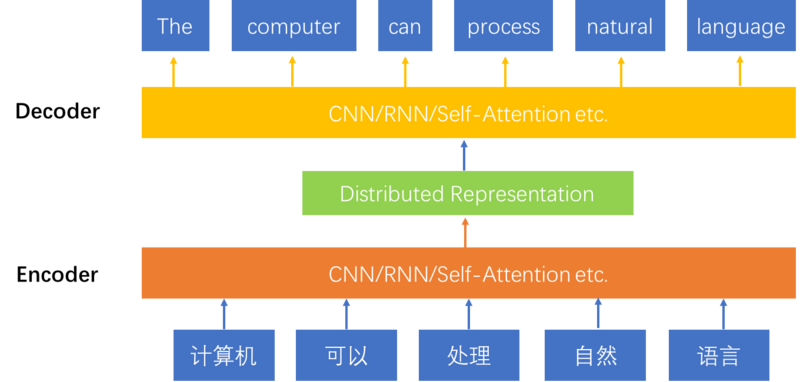 The computer can process natural language
Decoder
CNN/RNN/Self-Attention etc.
Distributed Representation
Encoder
CNN/RNN/Self-Attention etc.
计算机 可以 处理 自然 语言